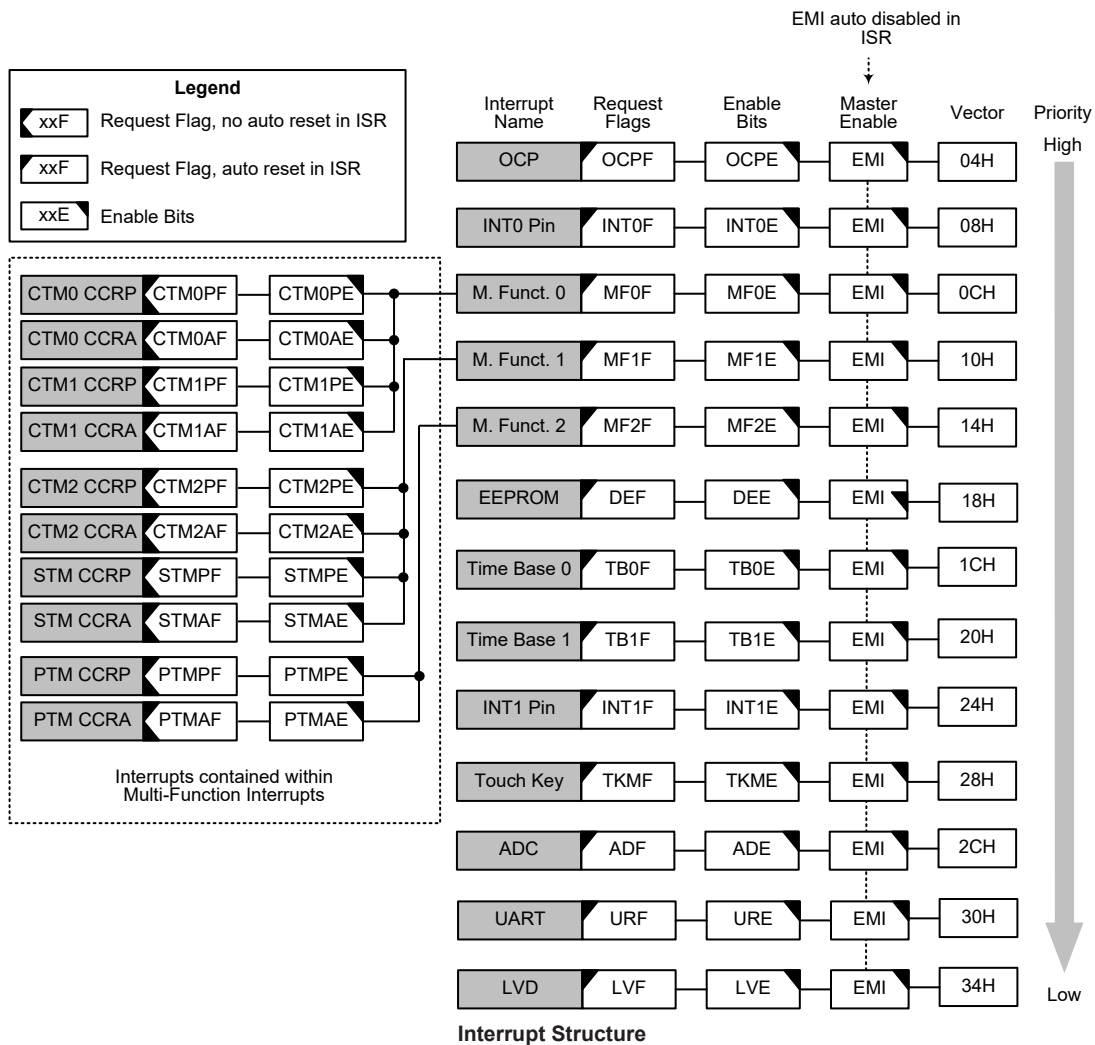 EMI auto disabled in
ISR
Legend
xxF Request Flag, no auto reset in ISR
xxF Request Flag, auto reset in ISR
xxE Enable Bits
Interrupt
Name
Request
Flags
Enable
Bits
Master
Enable
Vector
Priority
High
OCP OCPF OCPE EMI 04H
INT0 Pin INT0F INT0E EMI 08H
M. Funct. 0 MF0F MF0E EMI 0CH
M. Funct. 1 MF1F MF1E EMI 10H
M. Funct. 2 MF2F MF2E EMI 14H
EEPROM DEF DEE EMI 18H
Time Base 0 TB0F TB0E EMI 1CH
Time Base 1 TB1F TB1E EMI 20H
INT1 Pin INT1F INT1E EMI 24H
Touch Key TKMF TKME EMI 28H
ADC ADF ADE EMI 2CH
UART URF URE EMI 30H
LVD LVF LVE EMI 34H
Low
CTM0 CCRP CTM0PF CTM0PE
CTM0 CCRA CTM0AF CTM0AE
CTM1 CCRP CTM1PF CTM1PE
CTM1 CCRA CTM1AF CTM1AE
CTM2 CCRP CTM2PF CTM2PE
CTM2 CCRA CTM2AF CTM2AE
STM CCRP STMPF STMPE
STM CCRA STMAF STMAE
PTM CCRP PTMPF PTMPE
PTM CCRA PTMAF PTMAE
Interrupts contained within
Multi-Function Interrupts
Interrupt Structure